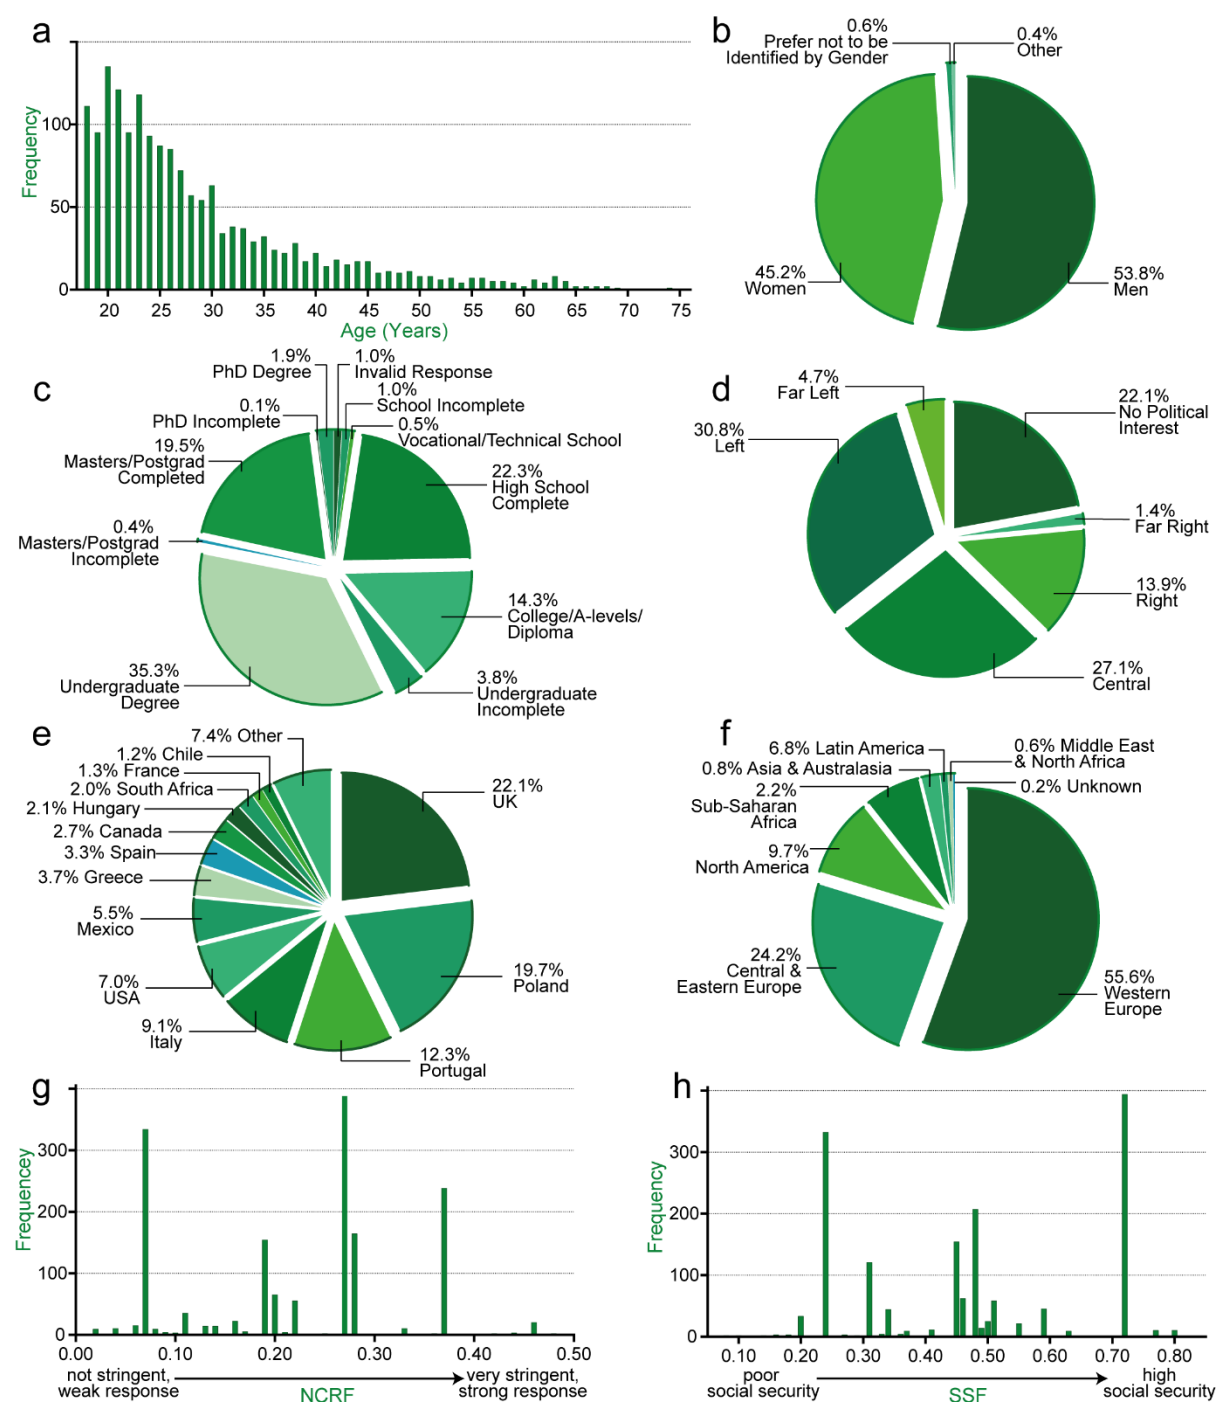 a
Frequency
100
50
0
20
25
30
35
40
45
50
55
60
65
70
75
Age (Years)
b
0.6%
Prefer not to be
Identified by Gender
0.4%
Other
45.2%
Women
53.8%
Men
c
1.9%
PhD Degree
1.0%
Invalid Response
1.0%
School Incomplete
0.1%
PhD Incomplete
0.5%
Vocational/Technical School
19.5%
Masters/Postgrad
Completed
22.3%
High School
Complete
0.4%
Masters/Postgrad
Incomplete
14.3%
College/A-levels/
Diploma
35.3%
Undergraduate
Degree
3.8%
Undergraduate
Incomplete
d
4.7%
Far Left
22.1%
No Political
Interest
30.8%
Left
1.4%
Far Right
13.9%
Right
27.1%
Central
e
7.4% Other
1.2% Chile
1.3% France
2.0% South Africa
2.1% Hungary
2.7% Canada
3.3% Spain
3.7% Greece
5.5%
Mexico
7.0%
USA
9.1%
Italy
12.3%
Portugal
19.7%
Poland
22.1%
UK
f
6.8% Latin America
0.8% Asia & Australasia
2.2%
Sub-Saharan
Africa
9.7%
North America
0.6% Middle East
& North Africa
0.2% Unknown
24.2%
Central &
Eastern Europe
55.6%
Western
Europe
g
Frequencey
300
200
100
0
0.00
0.10
0.20
0.30
0.40
0.50
not stringent,
weak response
very stringent,
strong response
NCRF
h
Frequency
300
200
100
0
0.10
0.20
0.30
0.40
0.50
0.60
0.70
0.80
poor
social security
high
social security
SSF